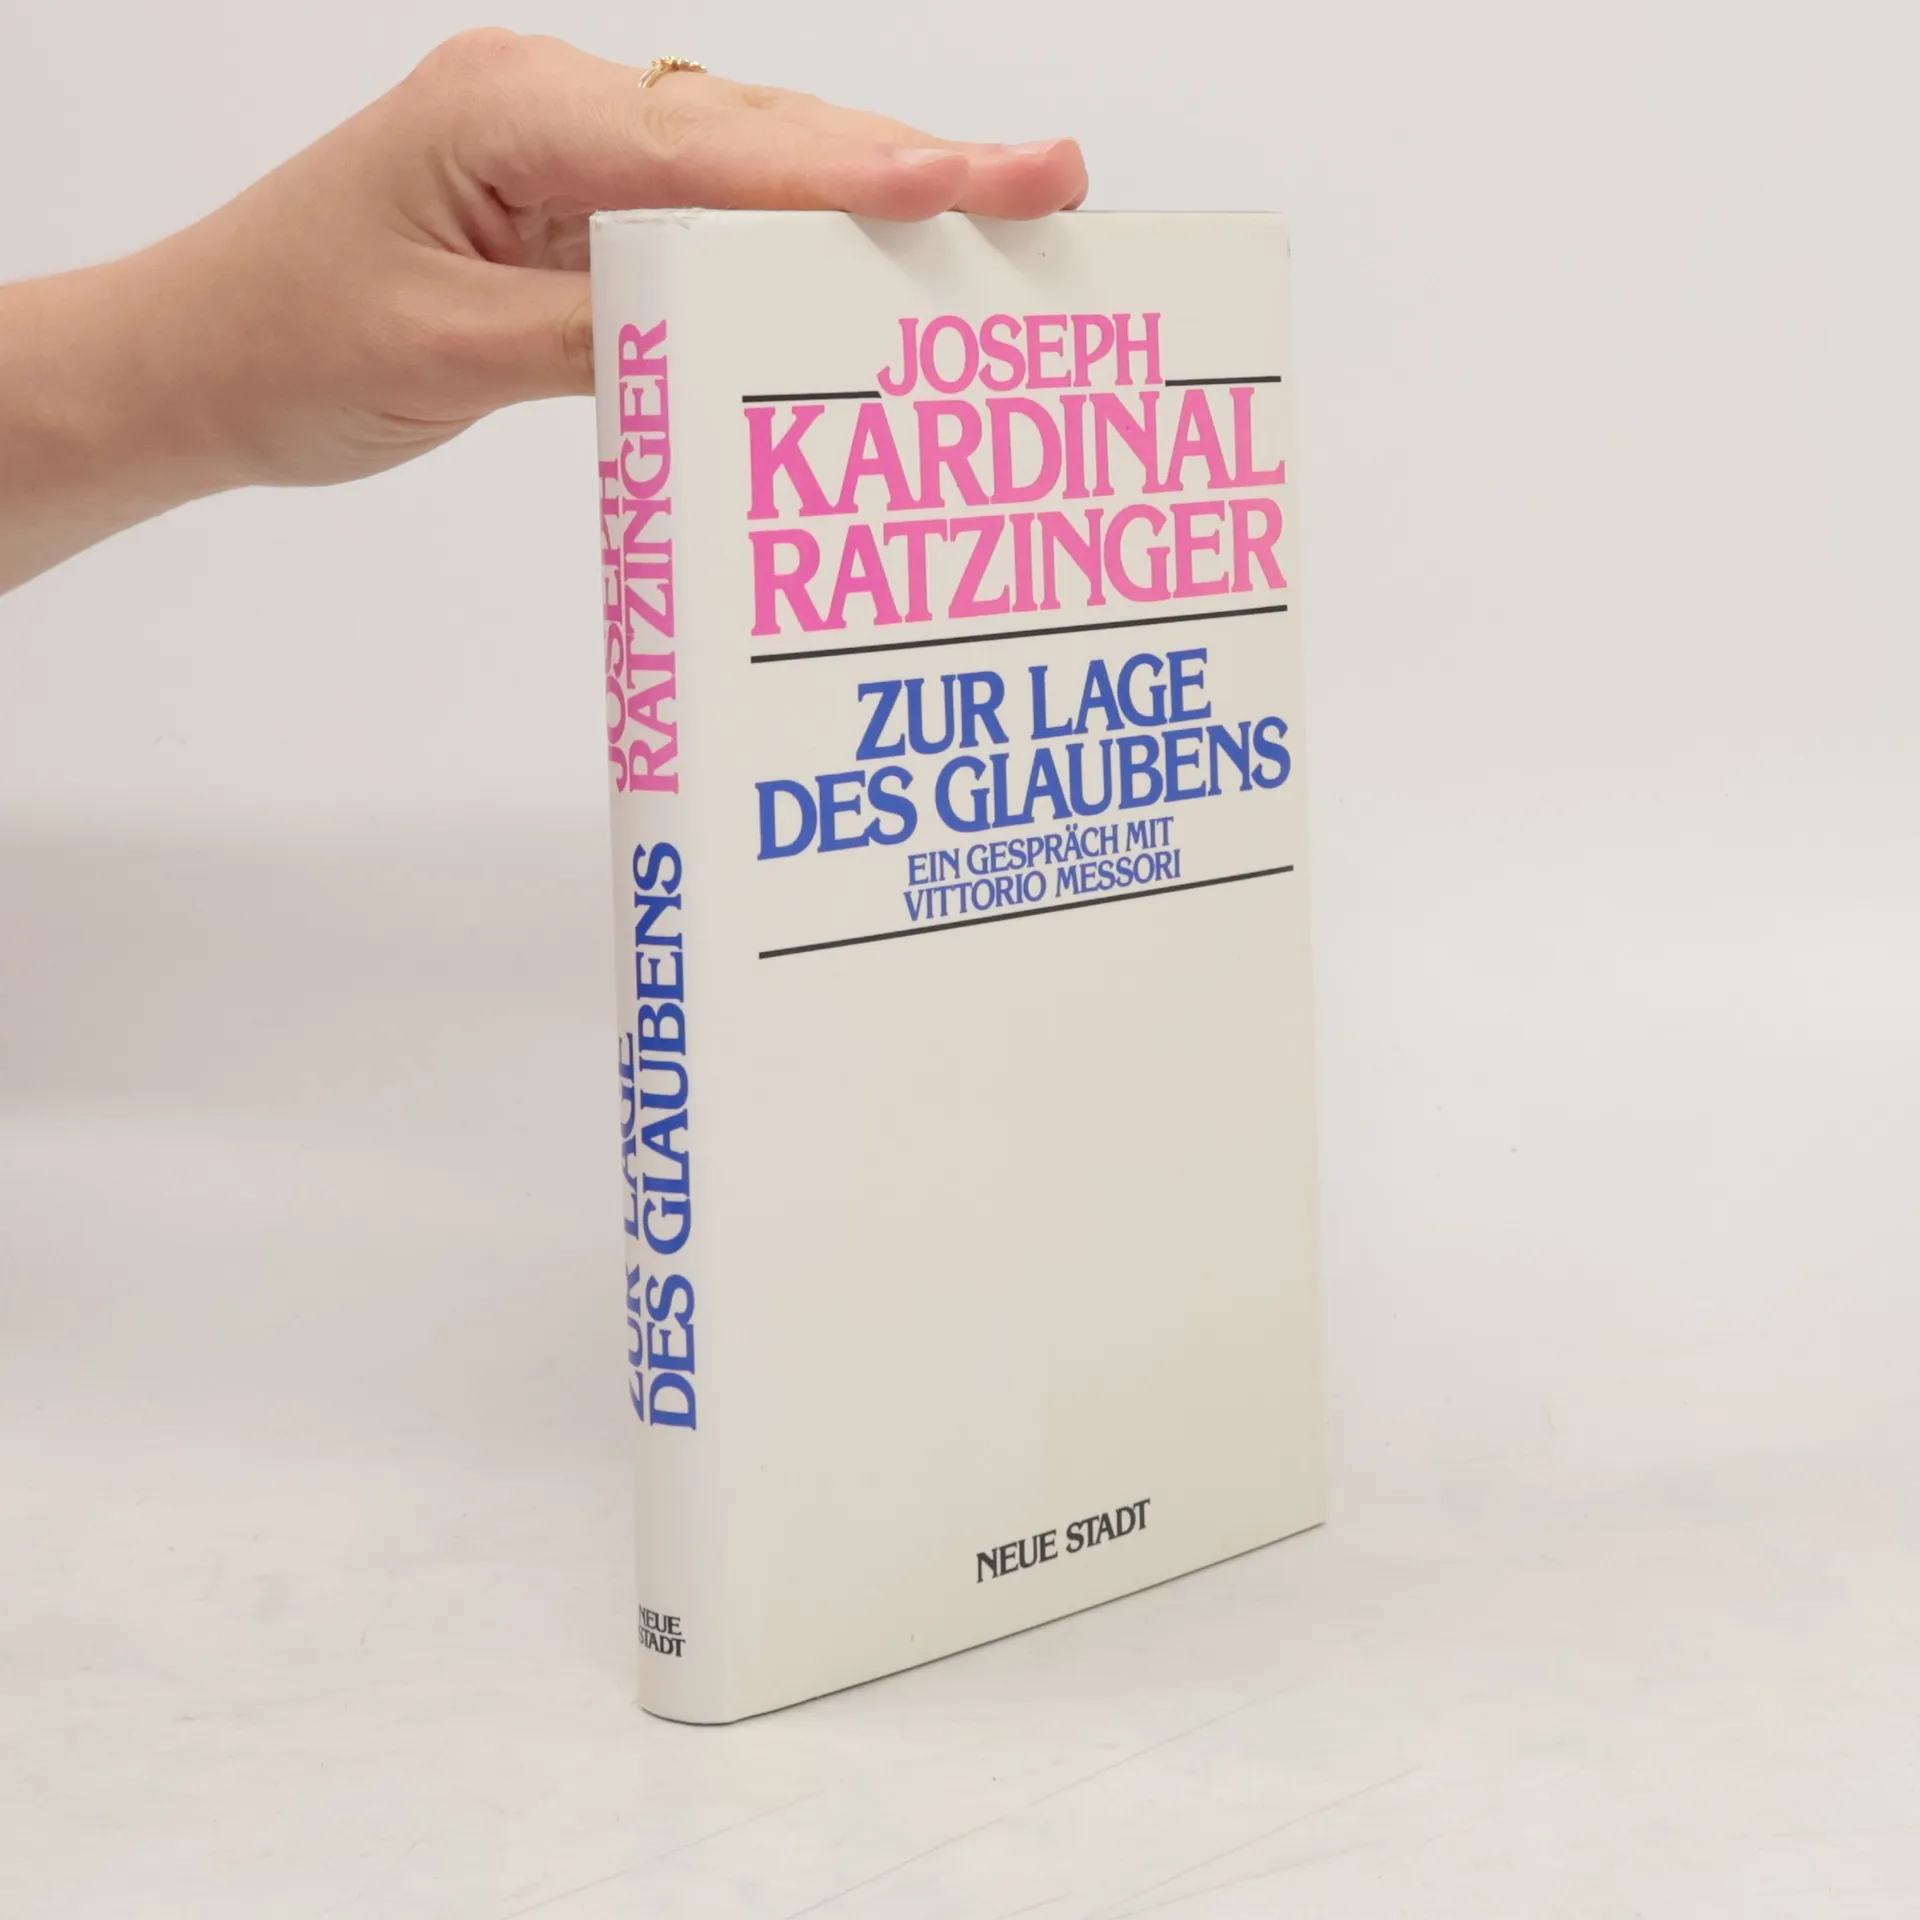 JOSEPH
KARDINAL
RATZINGER
ZUR LAGE
DES GLAUBENS
EIN GESPRÄCH MIT
VITTORIO MESSORI
NEUE STADT
JOSEPH
RATZINGER
ZUR LAGE
DES GLAUBENS
NEUE
STADT